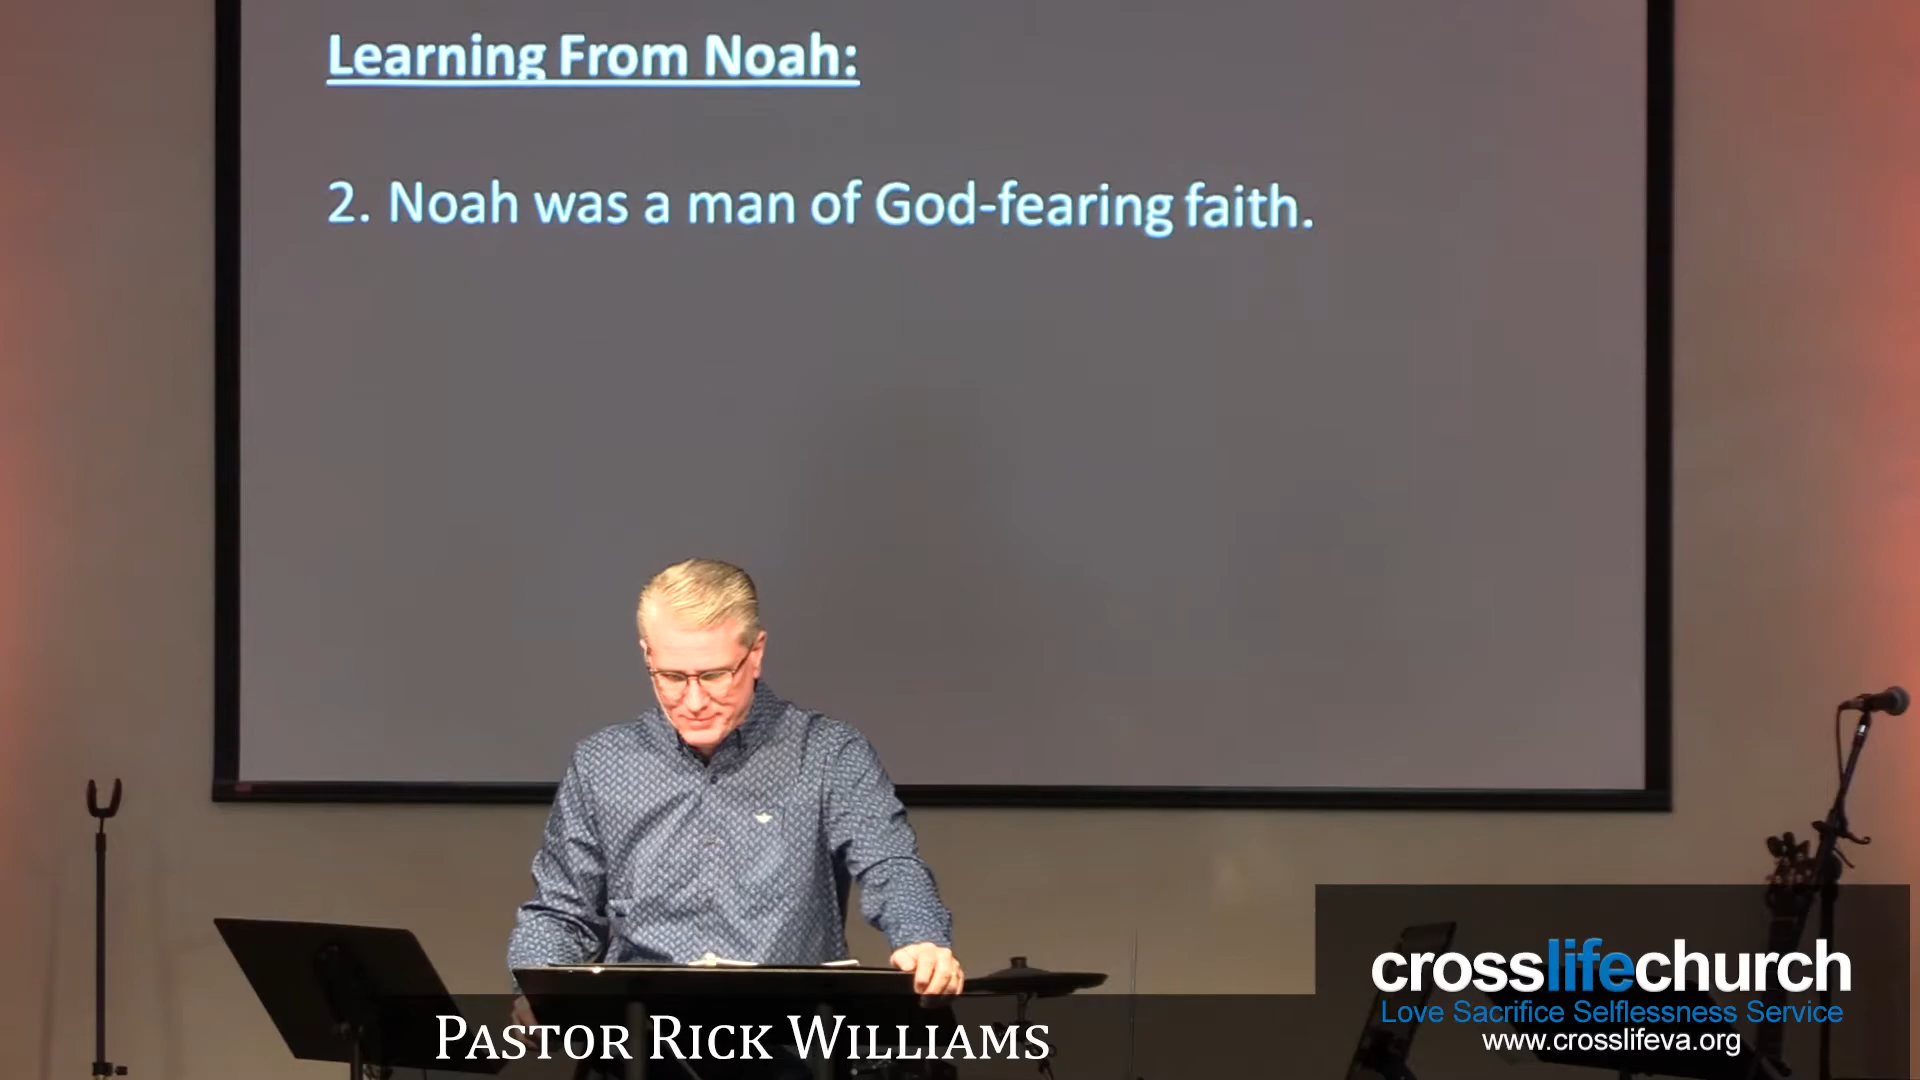 Learning From Noah:
2. Noah was a man of God-fearing faith.
PASTOR RICK WILLIAMS
crosslifechurch
Love Sacrifice Selflessness Service
www.crosslifeva.org